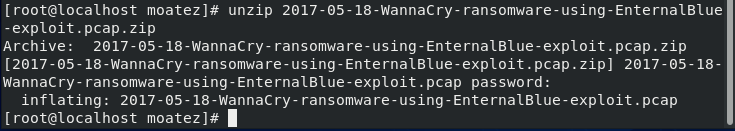 [root@localhost moatez]# unzip 2017-05-18-WannaCry-ransomware-using-EnternalBlue
-exploit.pcap.zip
Archive:  2017-05-18-WannaCry-ransomware-using-EnternalBlue-exploit.pcap.zip
[2017-05-18-WannaCry-ransomware-using-EnternalBlue-exploit.pcap.zip] 2017-05-18-
WannaCry-ransomware-using-EnternalBlue-exploit.pcap password:
  inflating: 2017-05-18-WannaCry-ransomware-using-EnternalBlue-exploit.pcap
[root@localhost moatez]#